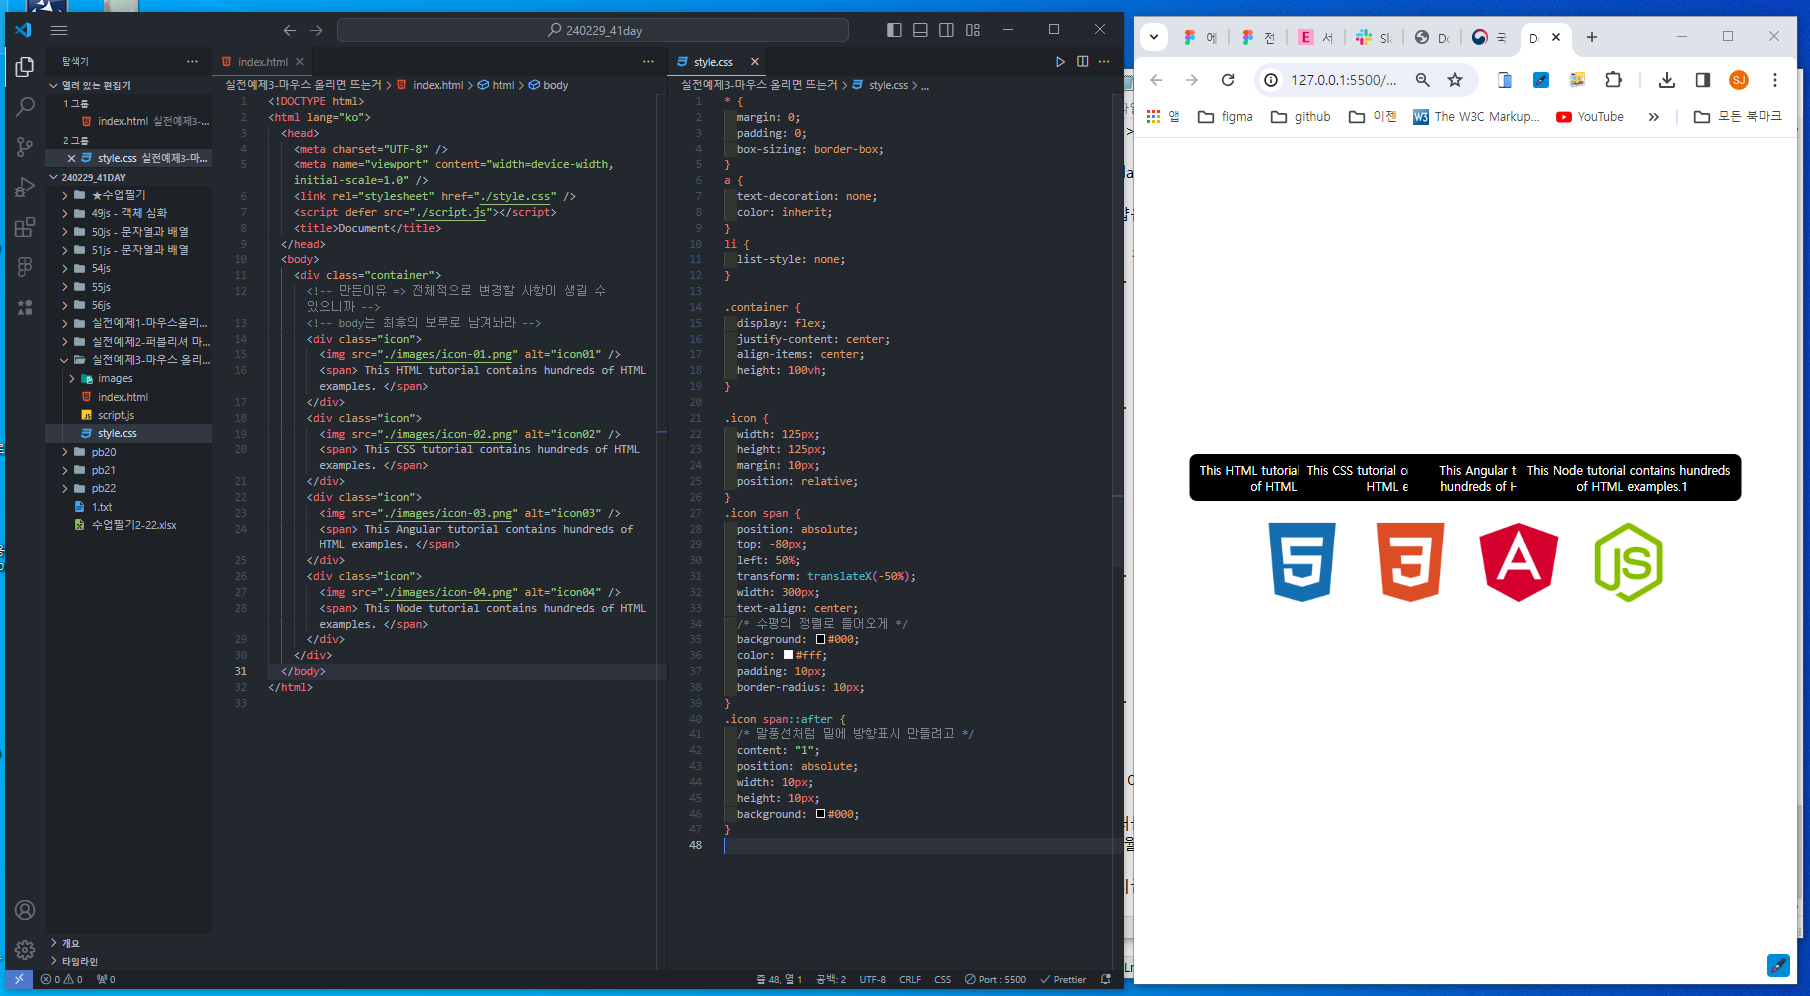 240229_41day
탐색기
열려 있는 편집기
1 그룹
index.html 실전예제3-...
2 그룹
style.css 실전예제3-마...
240229_41DAY
★수업필기
49js - 객체 심화
50js - 문자열과 배열
51js - 문자열과 배열
54js
55js
56js
실전예제1-마우스올리...
실전예제2-퍼블리셔 마...
실전예제3-마우스 올리...
images
index.html
script.js
style.css
pb20
pb21
pb22
1.txt
수업필기2-22.xlsx
개요
타임라인
index.html
실전예제3-마우스 올리면 뜨는거 > index.html > html > body
1 <!DOCTYPE html>
2 <html lang="ko">
3 <head>
4 <meta charset="UTF-8" />
5 <meta name="viewport" content="width=device-width,
initial-scale=1.0" />
6 <link rel="stylesheet" href="./style.css" />
7 <script defer src="./script.js"></script>
8 <title>Document</title>
9 </head>
10 <body>
11 <div class="container">
12 <!-- 만든이유 => 전체적으로 변경할 사항이 생길 수
있으니까 -->
13 <!-- body는 최후의 보루로 남겨놔라 -->
14 <div class="icon">
15 <img src="./images/icon-01.png" alt="icon01" />
16 <span> This HTML tutorial contains hundreds of HTML
examples. </span>
17 </div>
18 <div class="icon">
19 <img src="./images/icon-02.png" alt="icon02" />
20 <span> This CSS tutorial contains hundreds of HTML
examples. </span>
21 </div>
22 <div class="icon">
23 <img src="./images/icon-03.png" alt="icon03" />
24 <span> This Angular tutorial contains hundreds of
HTML examples. </span>
25 </div>
26 <div class="icon">
27 <img src="./images/icon-04.png" alt="icon04" />
28 <span> This Node tutorial contains hundreds of HTML
examples. </span>
29 </div>
30 </div>
31 </body>
32 </html>
33
style.css
실전예제3-마우스 올리면 뜨는거 > style.css > ...
1 * {
2 margin: 0;
3 padding: 0;
4 box-sizing: border-box;
5 }
6 a {
7 text-decoration: none;
8 color: inherit;
9 }
10 li {
11 list-style: none;
12 }
13
14 .container {
15 display: flex;
16 justify-content: center;
17 align-items: center;
18 height: 100vh;
19 }
20
21 .icon {
22 width: 125px;
23 height: 125px;
24 margin: 10px;
25 position: relative;
26 }
27 .icon span {
28 position: absolute;
29 top: -80px;
30 left: 50%;
31 transform: translateX(-50%);
32 width: 300px;
33 text-align: center;
34 /* 수평의 정렬로 들어오게 */
35 background: #000;
36 color: #fff;
37 padding: 10px;
38 border-radius: 10px;
39 }
40 .icon span::after {
41 /* 말풍선처럼 밑에 방향표시 만들려고 */
42 content: "1";
43 position: absolute;
44 width: 10px;
45 height: 10px;
46 background: #000;
47 }
48
0 0 0
줄 48, 열 1 공백: 2 UTF-8 CRLF CSS Port : 5500 Prettier
에 전 E 서 국
127.0.0.1:5500/...
SJ
앱 figma github 이젠 W3 The W3C Markup... YouTube » 모든 북마크
This HTML tutorial This CSS tutorial This Angular This Node tutorial contains hundreds
of HTML HTML hundreds of of HTML examples.1
5 3 A JS